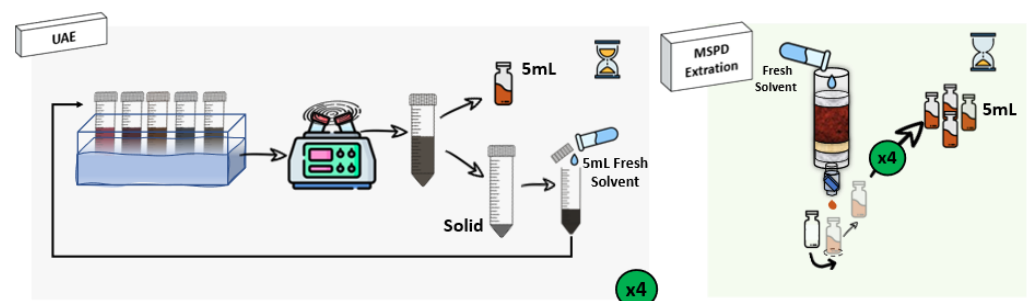 UAE
5mL
5mL Fresh
Solvent
Solid
x4
MSPD
Extration
Fresh
Solvent
5mL
x4